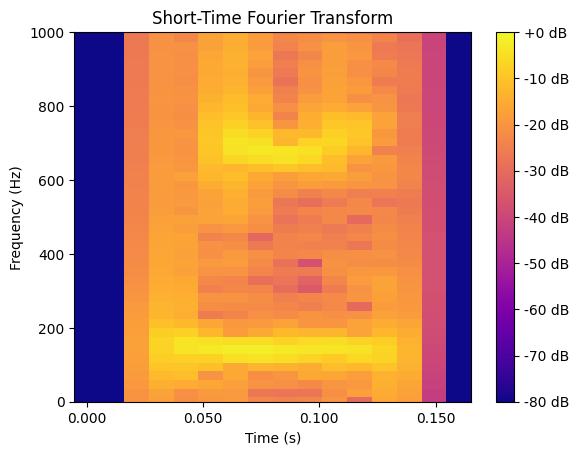 Short-Time Fourier Transform
1000
800
600
400
200
0
Frequency (Hz)
0.000
0.050
0.100
0.150
Time (s)
+0 dB
-10 dB
-20 dB
-30 dB
-40 dB
-50 dB
-60 dB
-70 dB
-80 dB